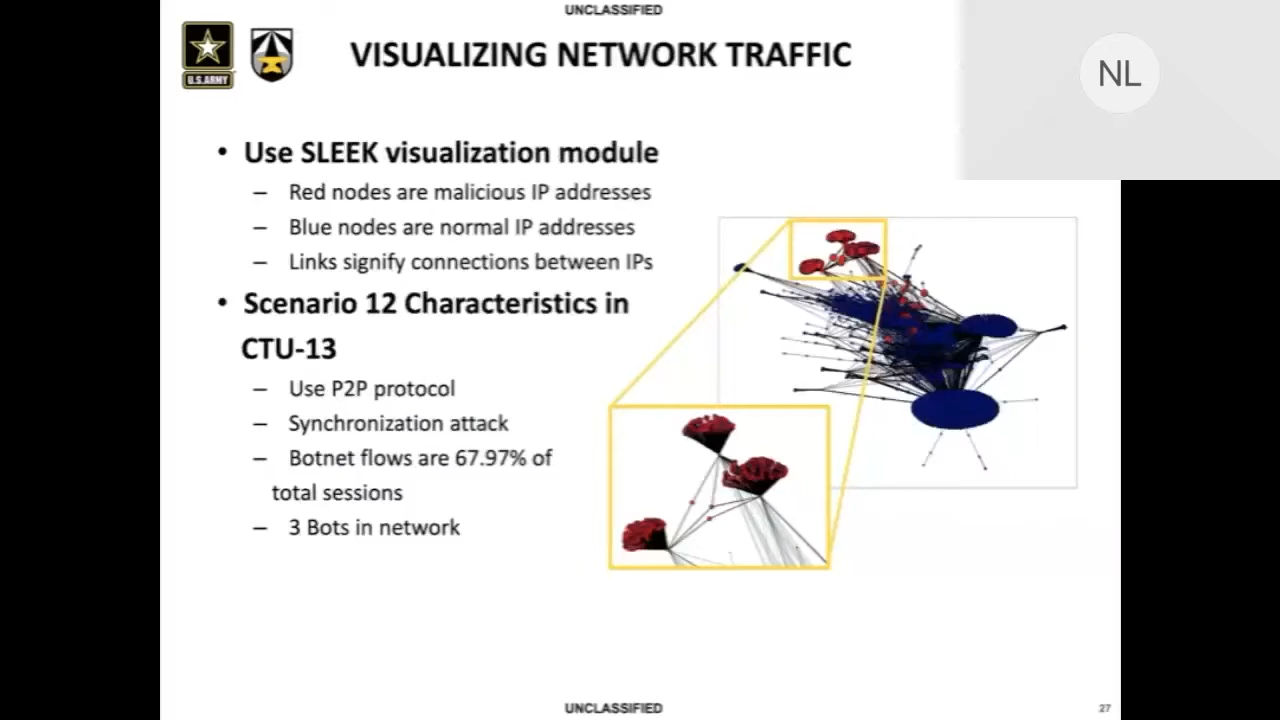 UNCLASSIFIED
VISUALIZING NETWORK TRAFFIC
NL
U.S.ARMY
• Use SLEEK visualization module
– Red nodes are malicious IP addresses
– Blue nodes are normal IP addresses
– Links signify connections between IPs
• Scenario 12 Characteristics in
CTU-13
– Use P2P protocol
– Synchronization attack
– Botnet flows are 67.97% of
total sessions
– 3 Bots in network
UNCLASSIFIED
27